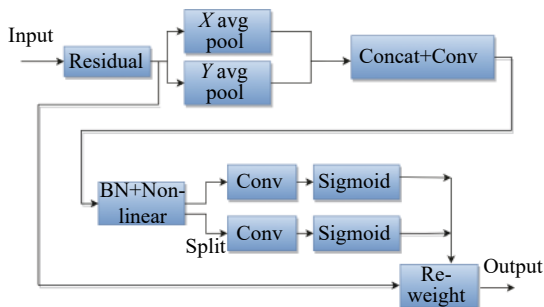 Input
Residual
X avg
pool
Y avg
pool
Concat+Conv
BN+Non-
linear
Split
Conv
Sigmoid
Conv
Sigmoid
Re-
weight
Output